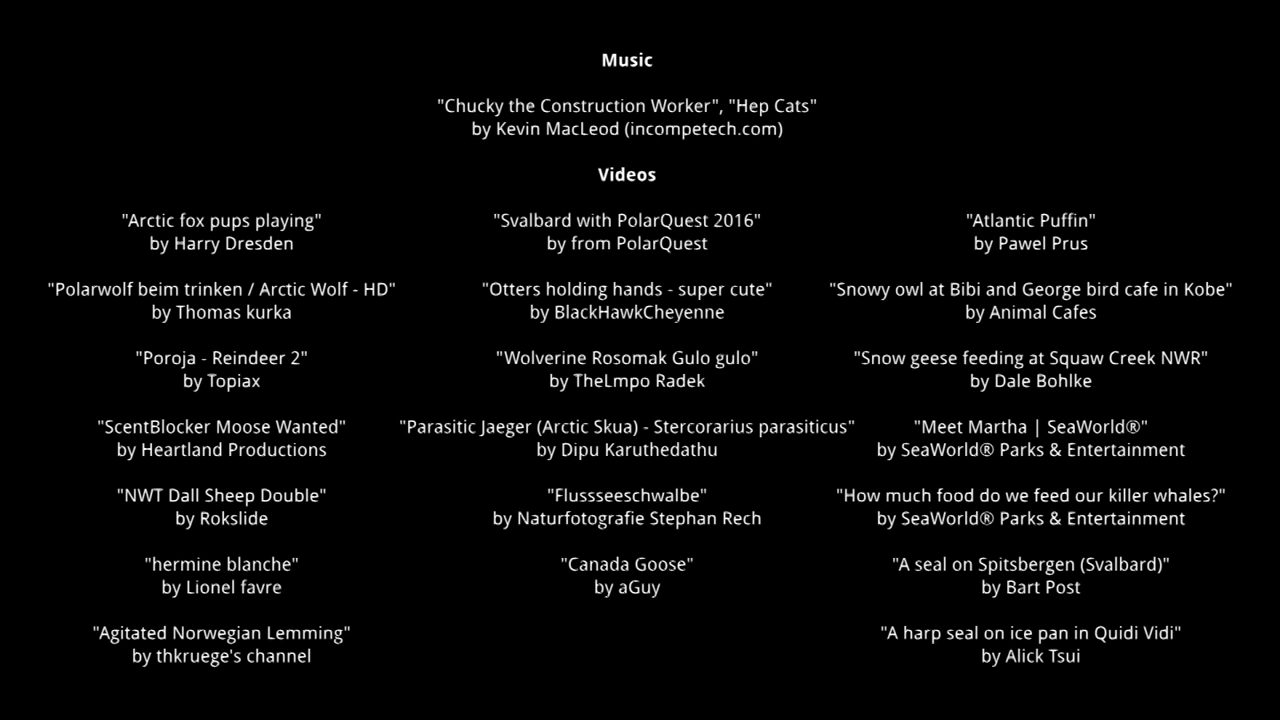 Music
"Chucky the Construction Worker", "Hep Cats"
by Kevin MacLeod (incompetech.com)
Videos
"Arctic fox pups playing"
by Harry Dresden
"Polarwolf beim trinken / Arctic Wolf - HD"
by Thomas kurka
"Poroja - Reindeer 2"
by Topiax
"ScentBlocker Moose Wanted"
by Heartland Productions
"NWT Dall Sheep Double"
by Rokslide
"hermine blanche"
by Lionel favre
"Agitated Norwegian Lemming"
by thkruege's channel
"Svalbard with PolarQuest 2016"
by from PolarQuest
"Otters holding hands - super cute"
by BlackHawkCheyenne
"Wolverine Rosomak Gulo gulo"
by TheLmpo Radek
"Parasitic Jaeger (Arctic Skua) - Stercorarius parasiticus"
by Dipu Karuthedathu
"Flussseeschwalbe"
by Naturfotografie Stephan Rech
"Canada Goose"
by aGuy
"Atlantic Puffin"
by Pawel Prus
"Snowy owl at Bibi and George bird cafe in Kobe"
by Animal Cafes
"Snow geese feeding at Squaw Creek NWR"
by Dale Bohlke
"Meet Martha | SeaWorld®"
by SeaWorld® Parks & Entertainment
"How much food do we feed our killer whales?"
by SeaWorld® Parks & Entertainment
"A seal on Spitsbergen (Svalbard)"
by Bart Post
"A harp seal on ice pan in Quidi Vidi"
by Alick Tsui